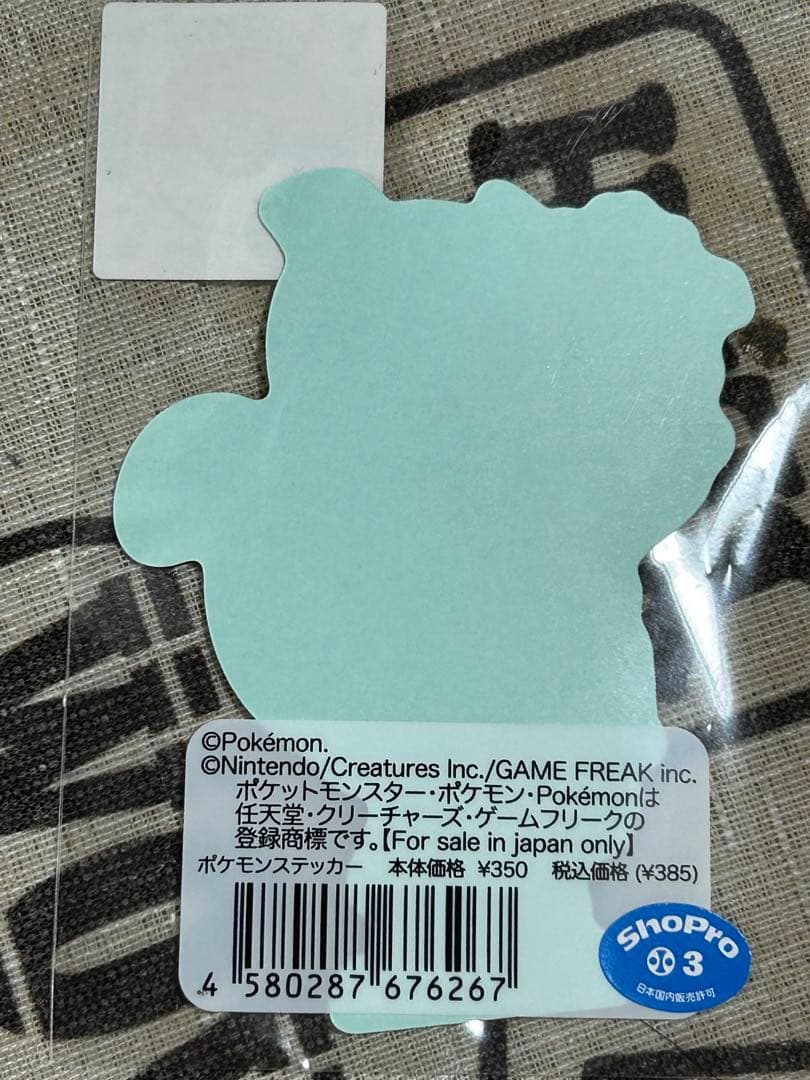 ©Pokémon.
©Nintendo/Creatures Inc./GAME FREAK inc.
ポケットモンスター・ポケモン・Pokémonは
任天堂・クリーチャーズ・ゲームフリークの
登録商標です。【For sale in japan only】
ポケモンステッカー 本体価格 ¥350 税込価格 (¥385)
4 580287 676267
ShoPro
3
日本国内販売許可